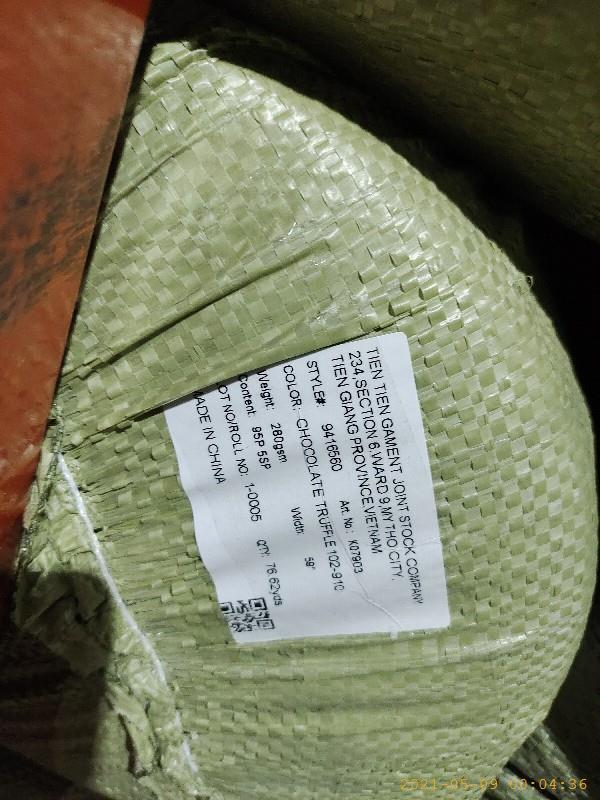 TIEN TIEN GAMENT JOINT STOCK COMPANY
234,SECTION 6,WARD 9,MY THO CITY,
TIEN GIANG PROVINCE,VIETNAM
STYLE#: 9416560 Art. No.: K07903
COLOR: CHOCOLATE TRUFFLE 102-910
Weight: 280gsm Width: 59"
Content: 95P 5SP
OT NO/ROLL NO. 1-0005 QTY: 76.62yds
ADE IN CHINA
2021-05-09 00:04:36